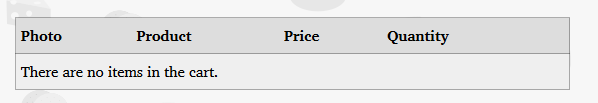 Photo Product Price Quantity
There are no items in the cart.